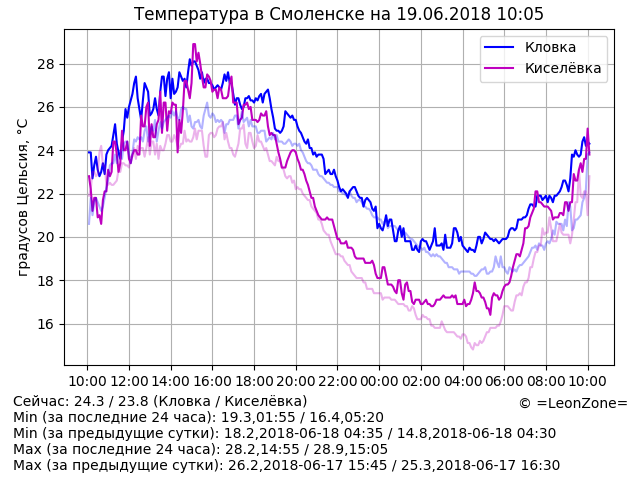 Температура в Смоленске на 19.06.2018 10:05
Кловка
Киселёвка
градусов Цельсия, °C
28
26
24
22
20
18
16
10:00 12:00 14:00 16:00 18:00 20:00 22:00 00:00 02:00 04:00 06:00 08:00 10:00
Сейчас: 24.3 / 23.8 (Кловка / Киселёвка)
© =LeonZone=
Min (за последние 24 часа): 19.3,01:55 / 16.4,05:20
Min (за предыдущие сутки): 18.2,2018-06-18 04:35 / 14.8,2018-06-18 04:30
Max (за последние 24 часа): 28.2,14:55 / 28.9,15:05
Max (за предыдущие сутки): 26.2,2018-06-17 15:45 / 25.3,2018-06-17 16:30